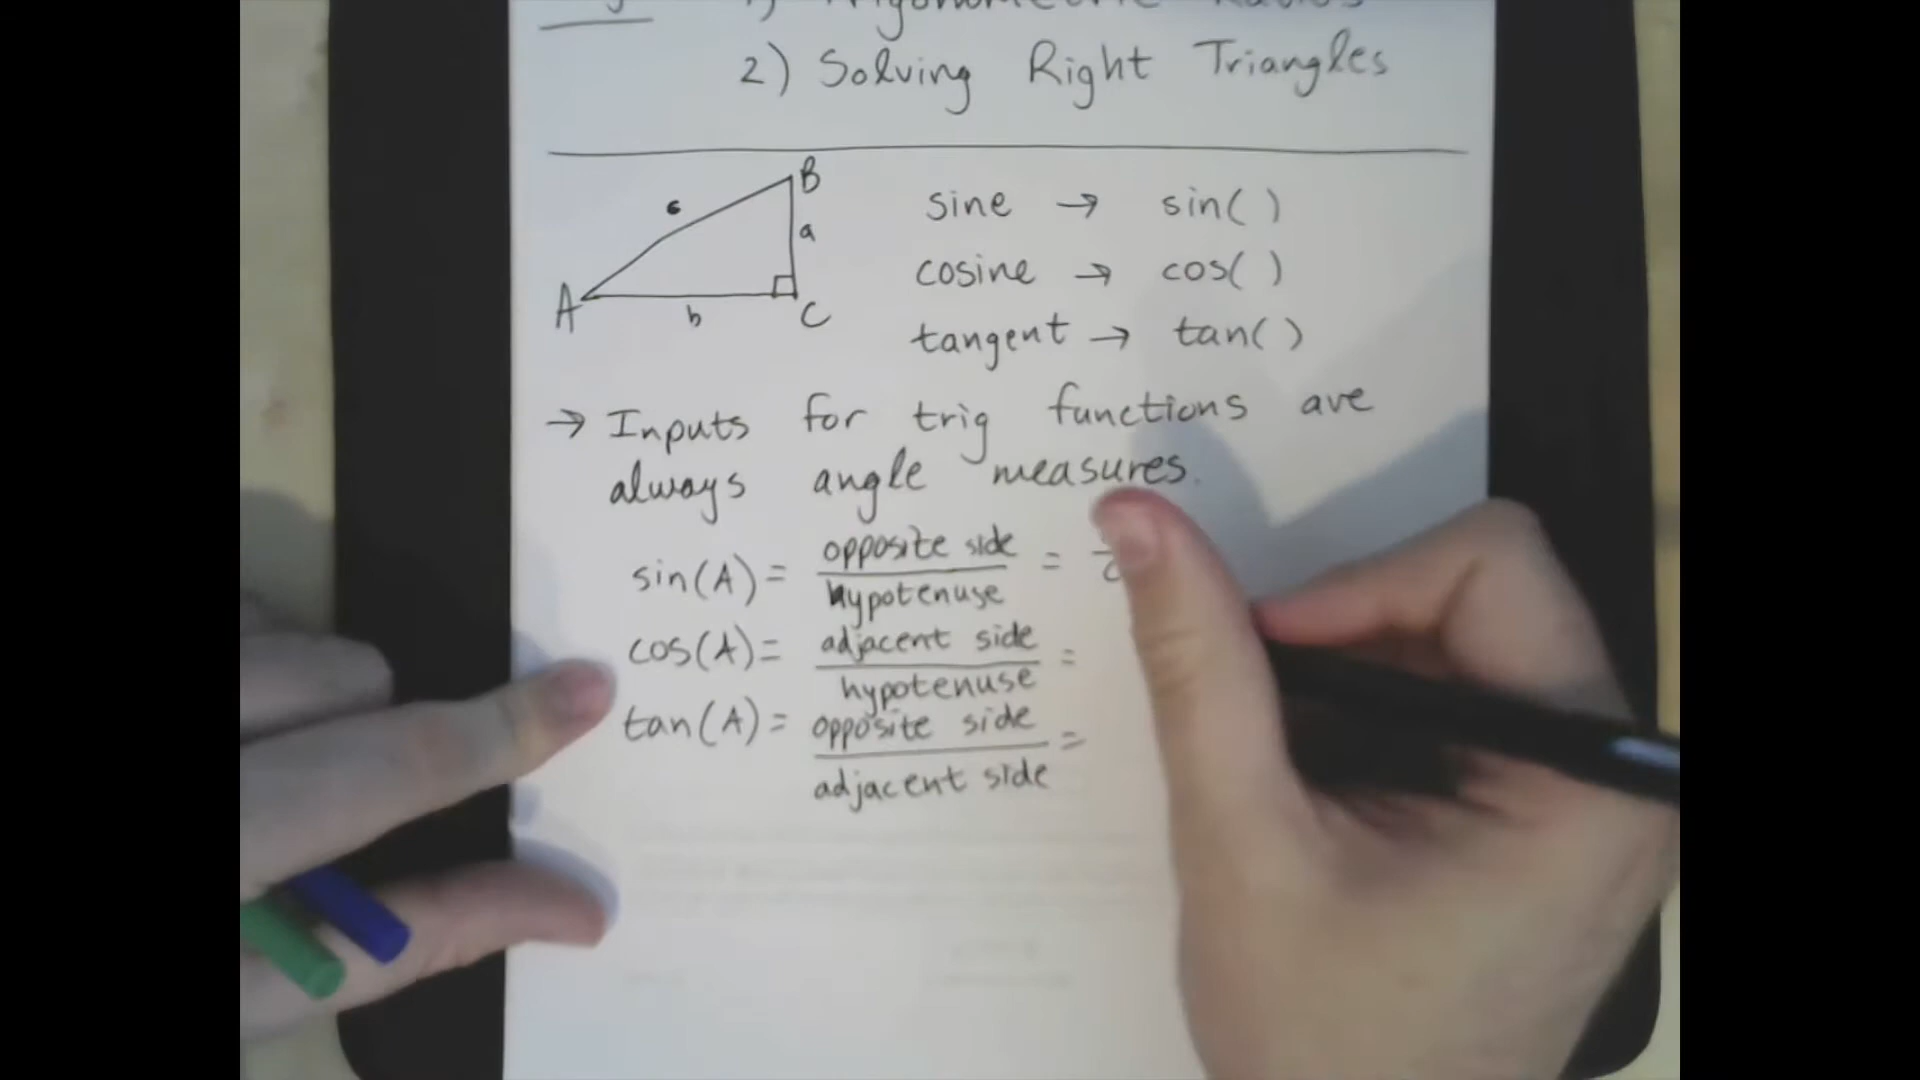 2) Solving Right Triangles
B
c
a
A
b
C
sine → sin( )
cosine → cos( )
tangent → tan( )
→ Inputs for trig functions are
always angle measures.
sin(A) = opposite side / hypotenuse =
cos(A) = adjacent side / hypotenuse =
tan(A) = opposite side / adjacent side =